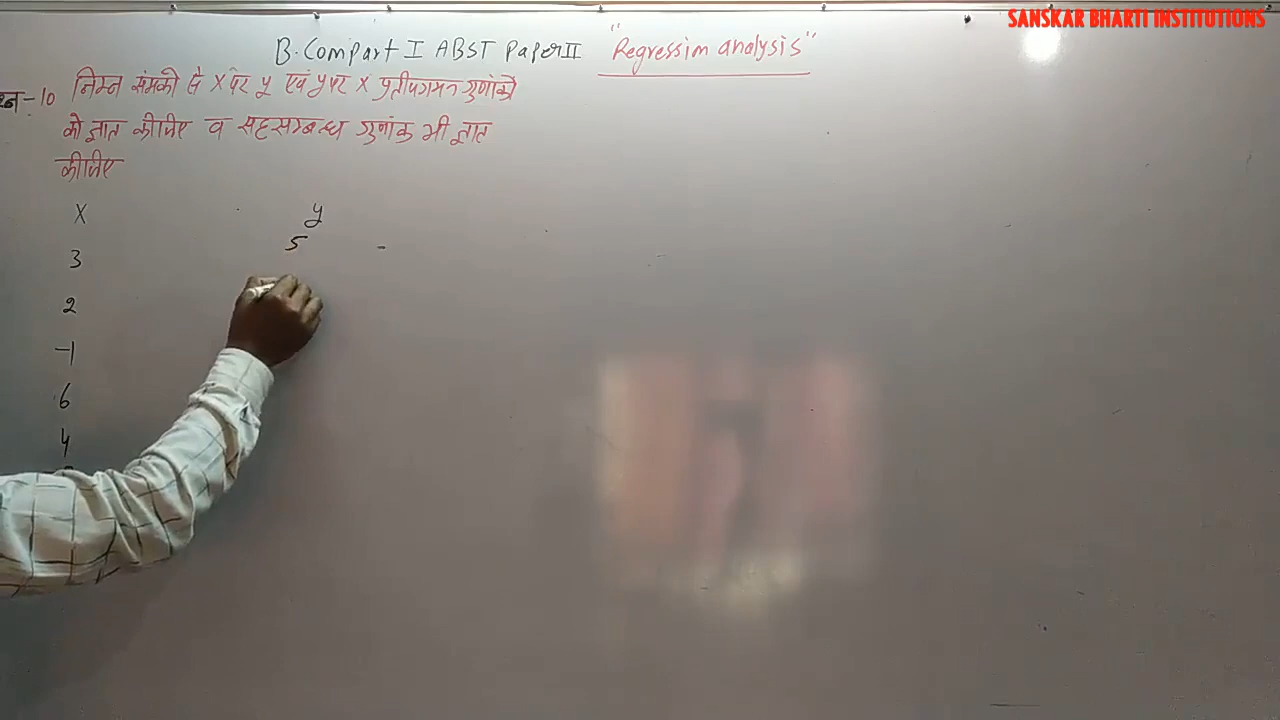 SANSKAR BHARTI INSTITUTIONS
B.Com part I ABST Paper II "Regression analysis"
प्रश्न-10 निम्न संमको से X पर y एवं y पर X प्रतीपगमन गुणांको
को ज्ञात कीजिए व सहसम्बन्ध गुणांक भी ज्ञात
कीजिए
X y
3 5
2
-1
6
4